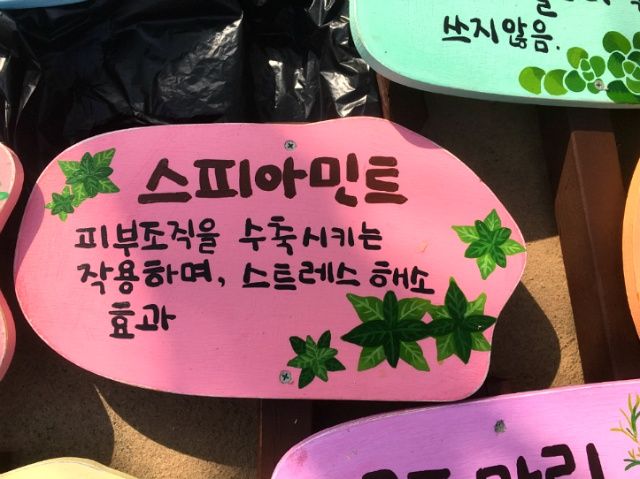 쓰지않음.
스피아민트
피부조직을 수축시키는
작용하며, 스트레스 해소
효과